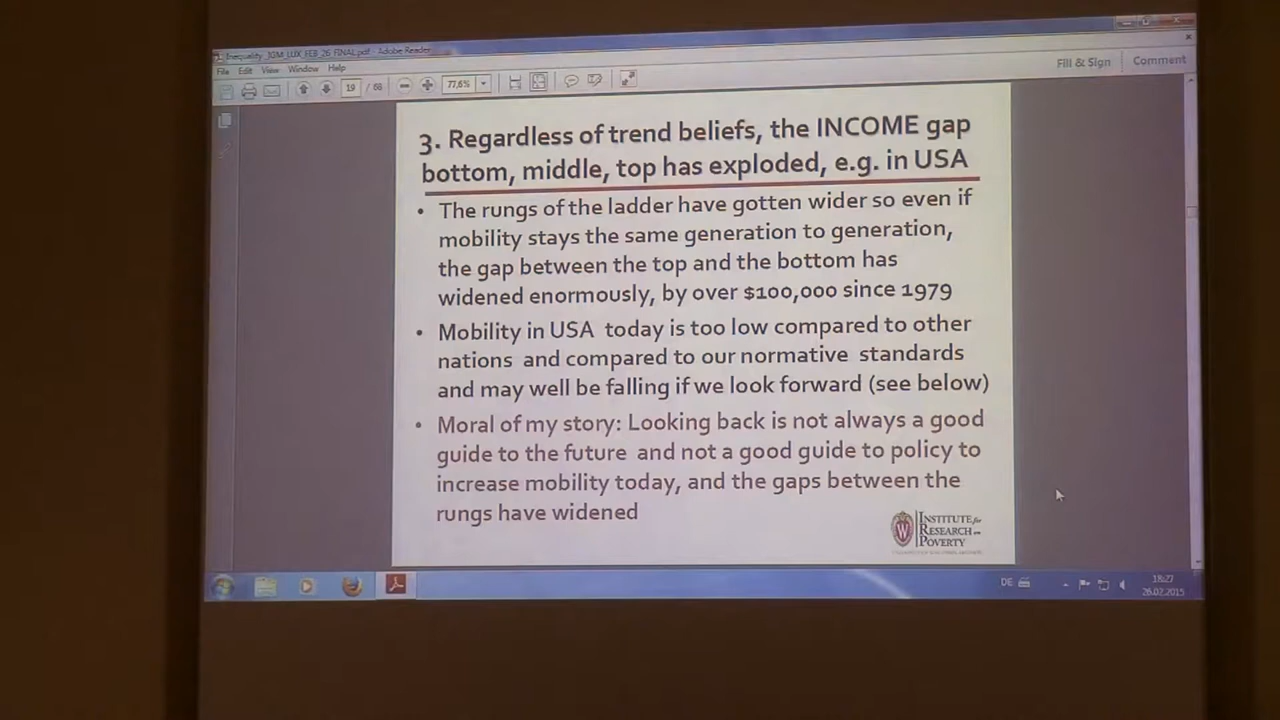 Inequality_JGM_LUX_FEB_26_FINAL.pdf - Adobe Reader
File Edit View Window Help
19 / 68 77,6% Fill & Sign Comment
3. Regardless of trend beliefs, the INCOME gap
bottom, middle, top has exploded, e.g. in USA
• The rungs of the ladder have gotten wider so even if
mobility stays the same generation to generation,
the gap between the top and the bottom has
widened enormously, by over $100,000 since 1979
• Mobility in USA today is too low compared to other
nations and compared to our normative standards
and may well be falling if we look forward (see below)
• Moral of my story: Looking back is not always a good
guide to the future and not a good guide to policy to
increase mobility today, and the gaps between the
rungs have widened
W
INSTITUTE for
RESEARCH on
POVERTY
DE
18:27
26.02.2015